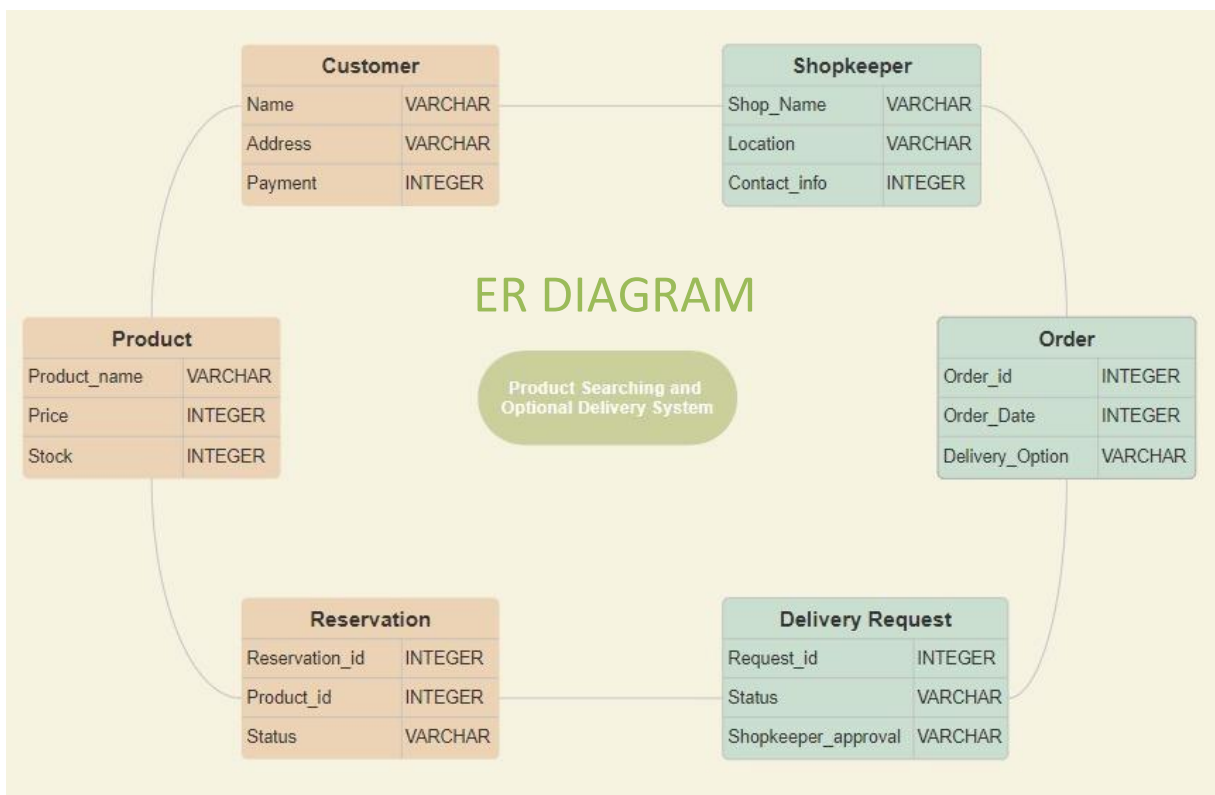 Customer
Name VARCHAR
Address VARCHAR
Payment INTEGER
Shopkeeper
Shop_Name VARCHAR
Location VARCHAR
Contact_info INTEGER
ER DIAGRAM
Product Searching and
Optional Delivery System
Product
Product_name VARCHAR
Price INTEGER
Stock INTEGER
Order
Order_id INTEGER
Order_Date INTEGER
Delivery_Option VARCHAR
Reservation
Reservation_id INTEGER
Product_id INTEGER
Status VARCHAR
Delivery Request
Request_id INTEGER
Status VARCHAR
Shopkeeper_approval VARCHAR